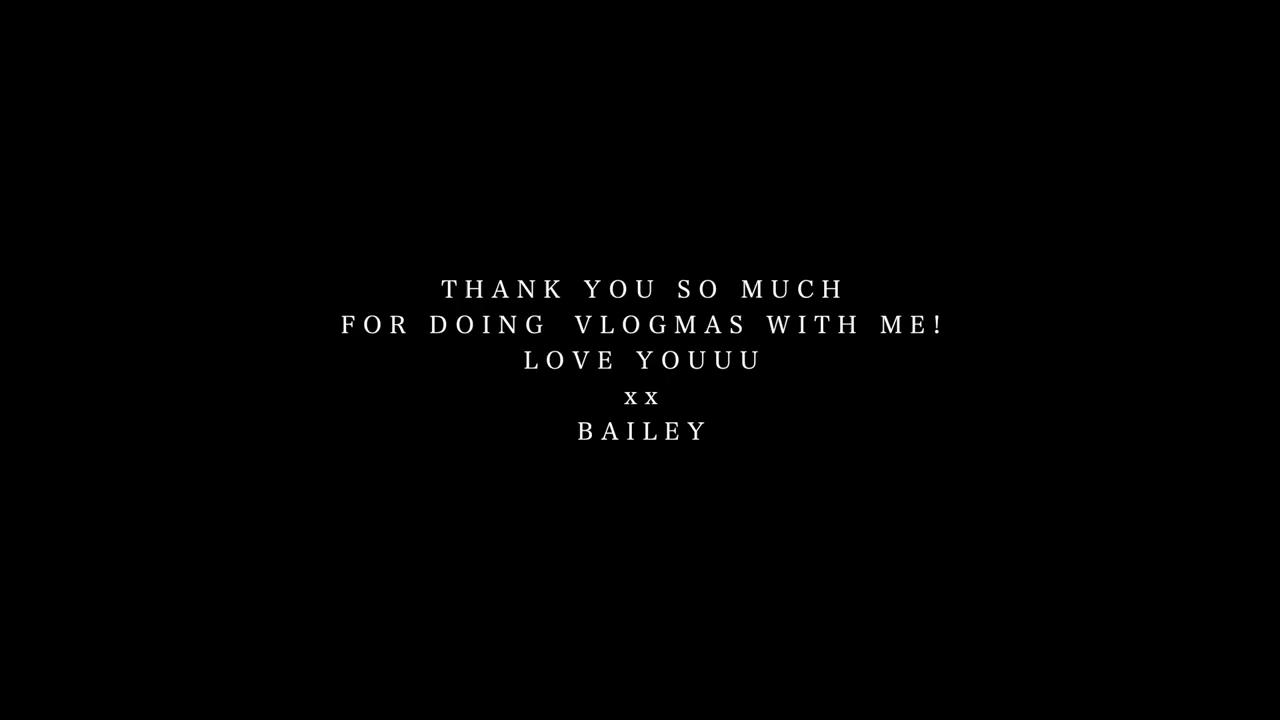 THANK YOU SO MUCH
FOR DOING VLOGMAS WITH ME!
LOVE YOUUU
xx
BAILEY